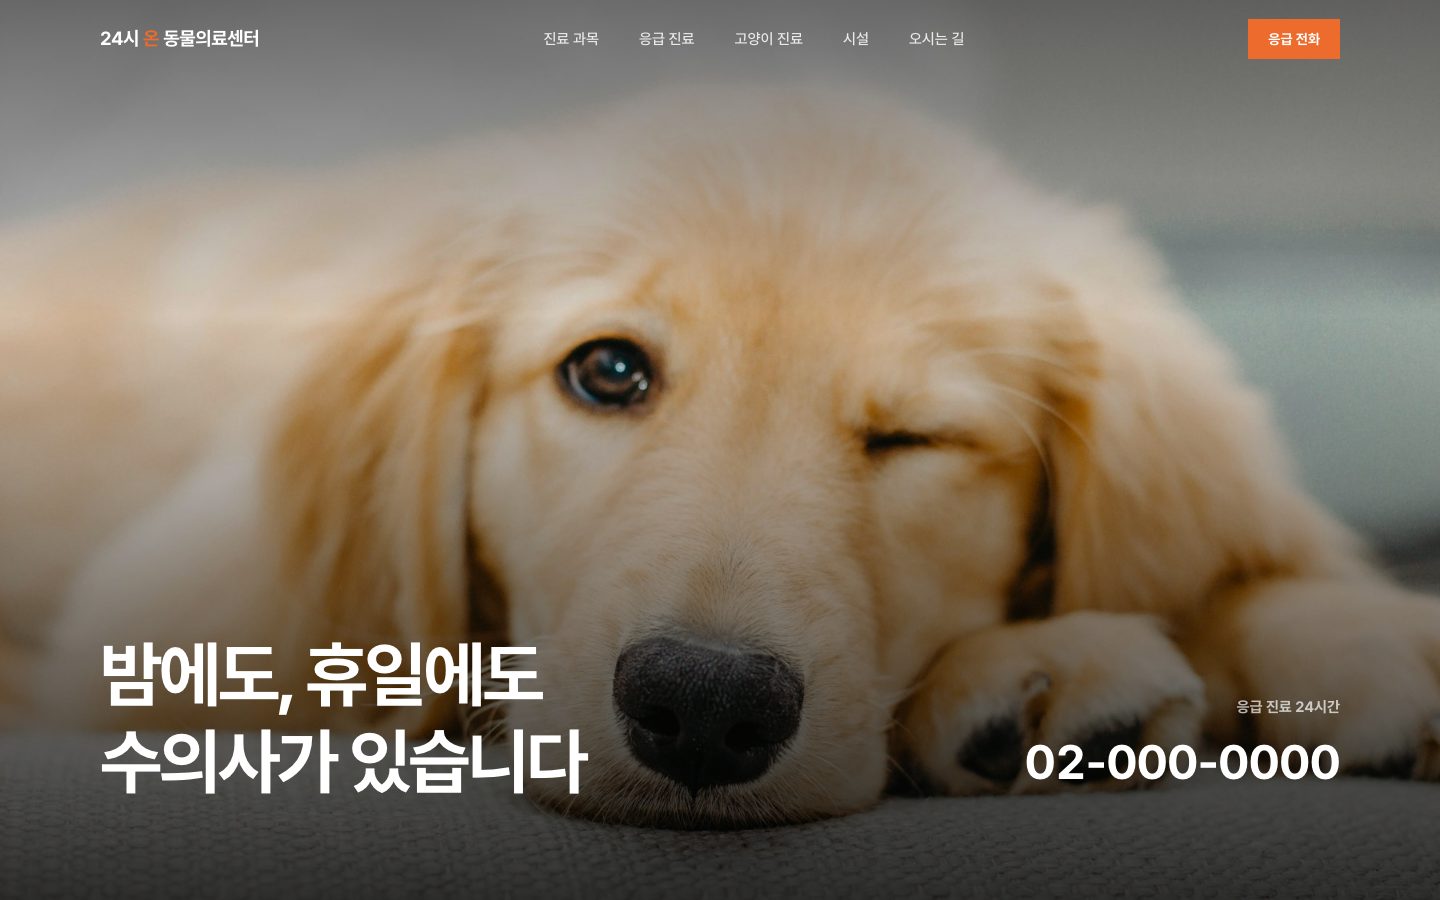 24시 온 동물의료센터
진료 과목
응급 진료
고양이 진료
시설
오시는 길
응급 전화
밤에도, 휴일에도
수의사가 있습니다
응급 진료 24시간
02-000-0000